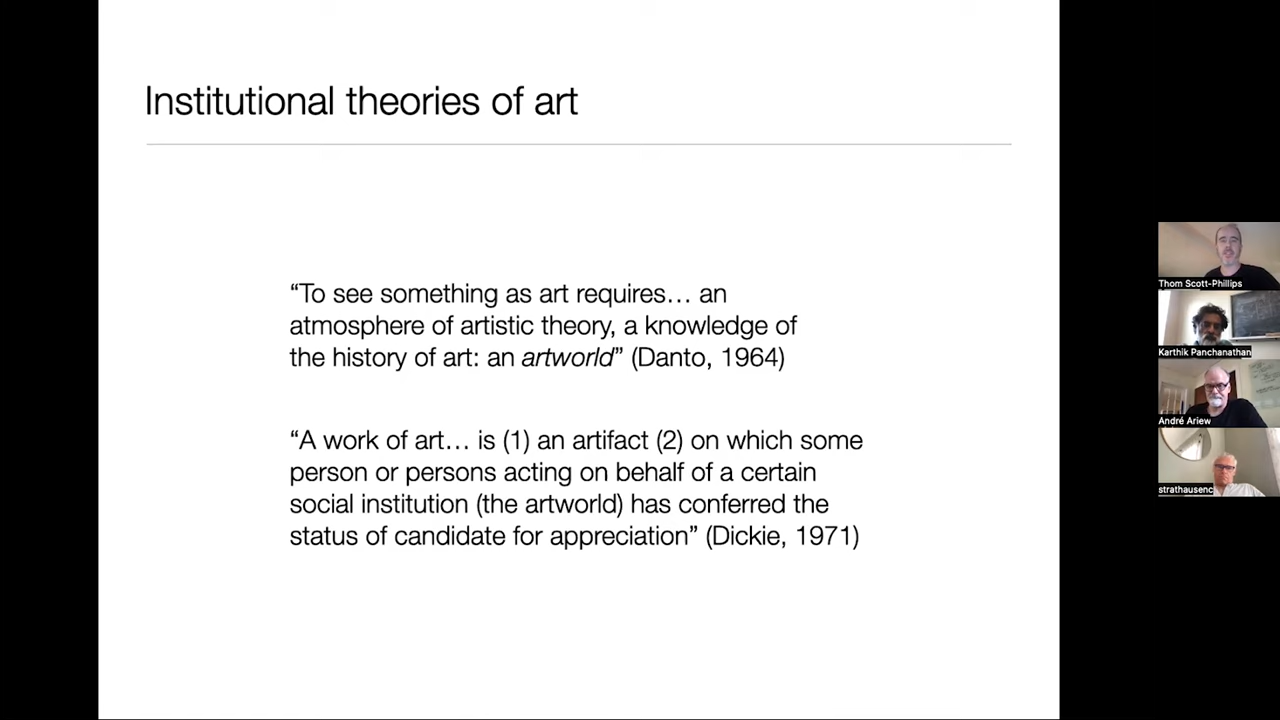 Institutional theories of art
“To see something as art requires… an
atmosphere of artistic theory, a knowledge of
the history of art: an artworld” (Danto, 1964)
“A work of art… is (1) an artifact (2) on which some
person or persons acting on behalf of a certain
social institution (the artworld) has conferred the
status of candidate for appreciation” (Dickie, 1971)
Thom Scott-Phillips
Karthik Panchanathan
André Ariew
strathausenc